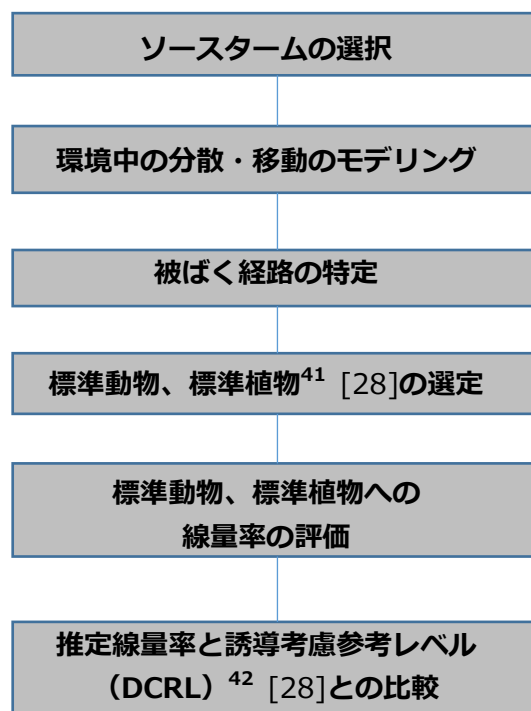 ソースタームの選択
環境中の分散・移動のモデリング
被ばく経路の特定
標準動物、標準植物41 [28]の選定
標準動物、標準植物への
線量率の評価
推定線量率と誘導考慮参考レベル
（DCRL）42 [28]との比較